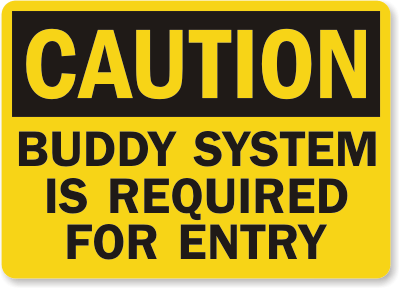 CAUTION
BUDDY SYSTEM
IS REQUIRED
FOR ENTRY